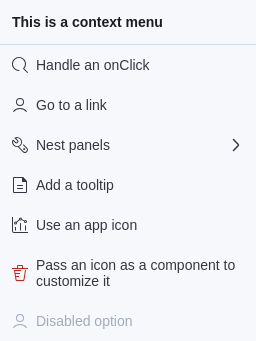 This is a context menu
Handle an onClick
Go to a link
Nest panels
Add a tooltip
Use an app icon
Pass an icon as a component to
customize it
Disabled option